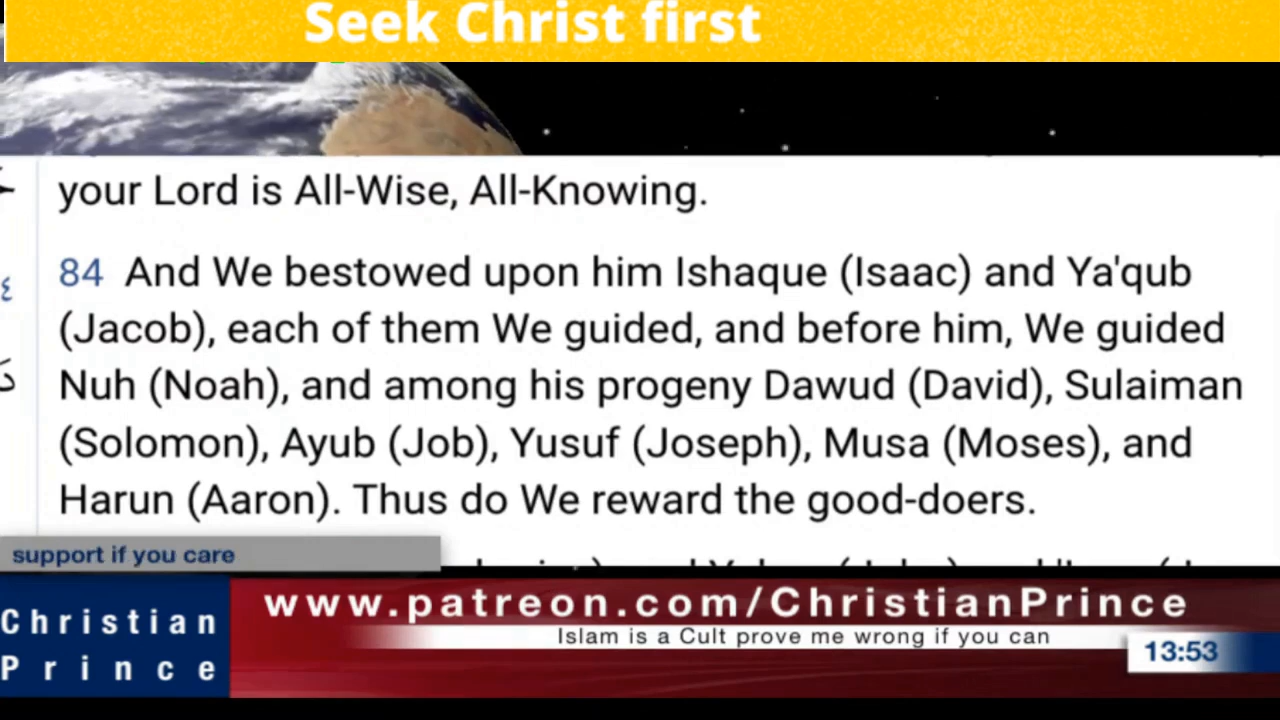 Seek Christ first
your Lord is All-Wise, All-Knowing.
84 And We bestowed upon him Ishaque (Isaac) and Ya'qub
(Jacob), each of them We guided, and before him, We guided
Nuh (Noah), and among his progeny Dawud (David), Sulaiman
(Solomon), Ayub (Job), Yusuf (Joseph), Musa (Moses), and
Harun (Aaron). Thus do We reward the good-doers.
support if you care
Christian
Prince
www.patreon.com/ChristianPrince
Islam is a Cult prove me wrong if you can
13:53